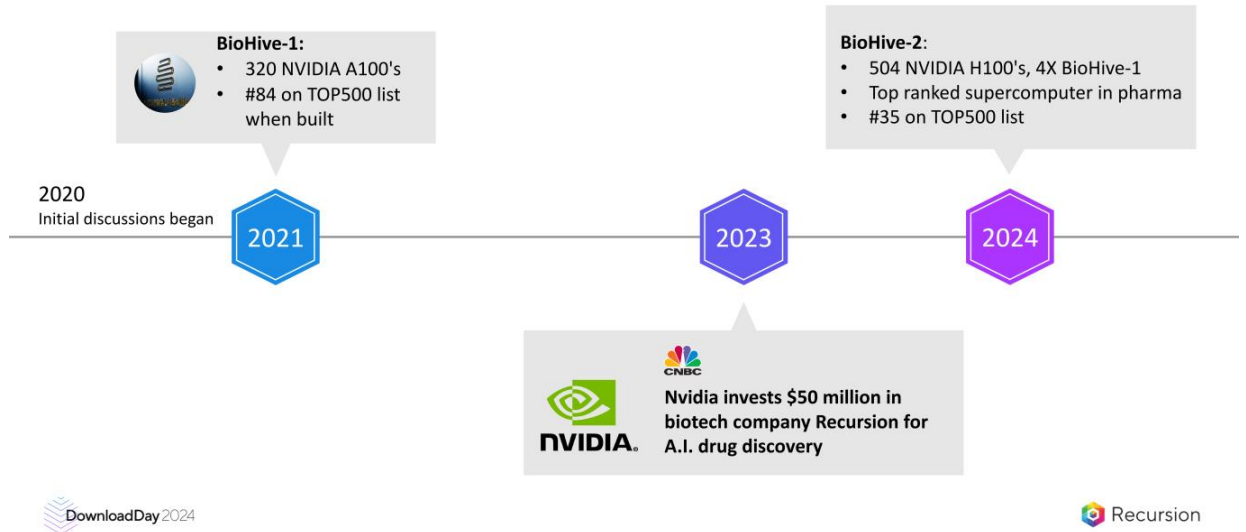 BioHive-1:
• 320 NVIDIA A100's
• #84 on TOP500 list
when built
BioHive-2:
• 504 NVIDIA H100's, 4X BioHive-1
• Top ranked supercomputer in pharma
• #35 on TOP500 list
2020
Initial discussions began
2021
2023
2024
CNBC
NVIDIA®
Nvidia invests $50 million in
biotech company Recursion for
A.I. drug discovery
DownloadDay 2024
Recursion